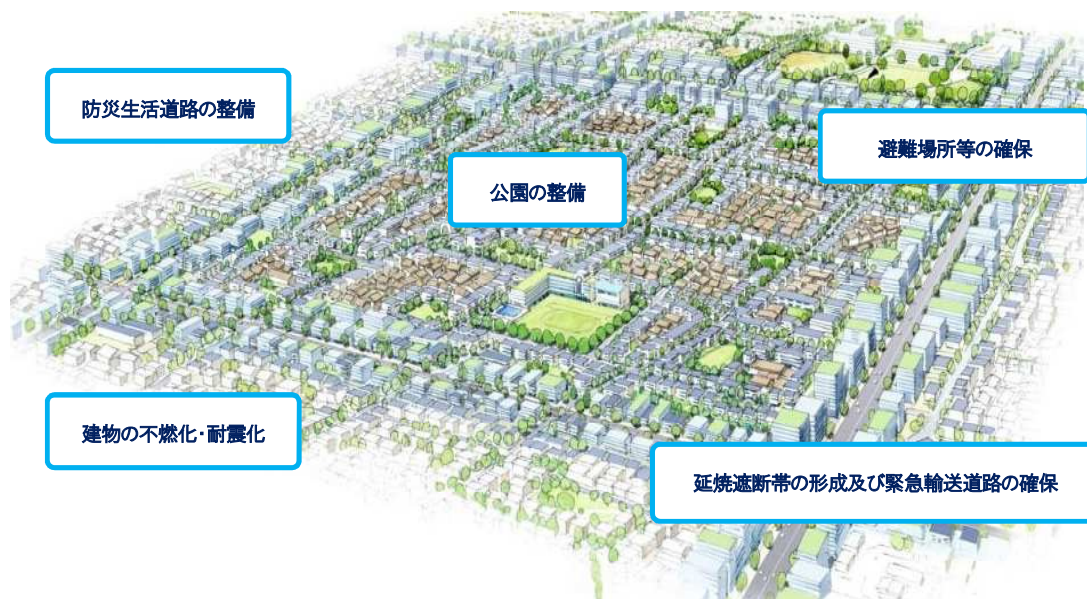 防災生活道路の整備
避難場所等の確保
公園の整備
建物の不燃化・耐震化
延焼遮断帯の形成及び緊急輸送道路の確保